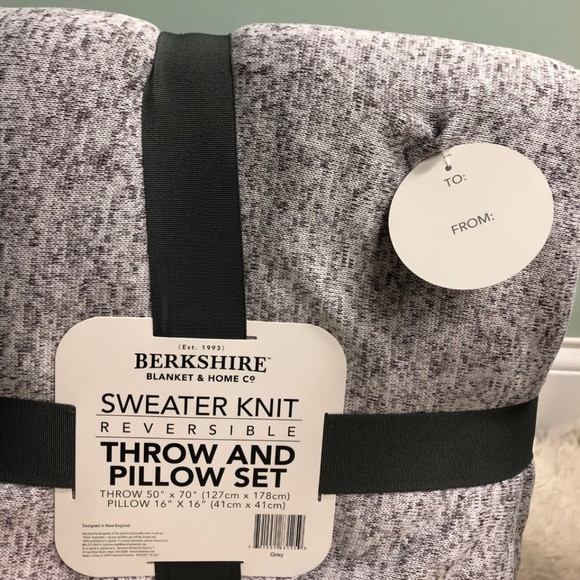 TO:
FROM:
(Est. 1993)
BERKSHIRE™
BLANKET & HOME Co
SWEATER KNIT
REVERSIBLE
THROW AND
PILLOW SET
THROW 50" x 70" (127cm x 178cm)
PILLOW 16" X 16" (41cm x 41cm)
Designed in New England
Grey